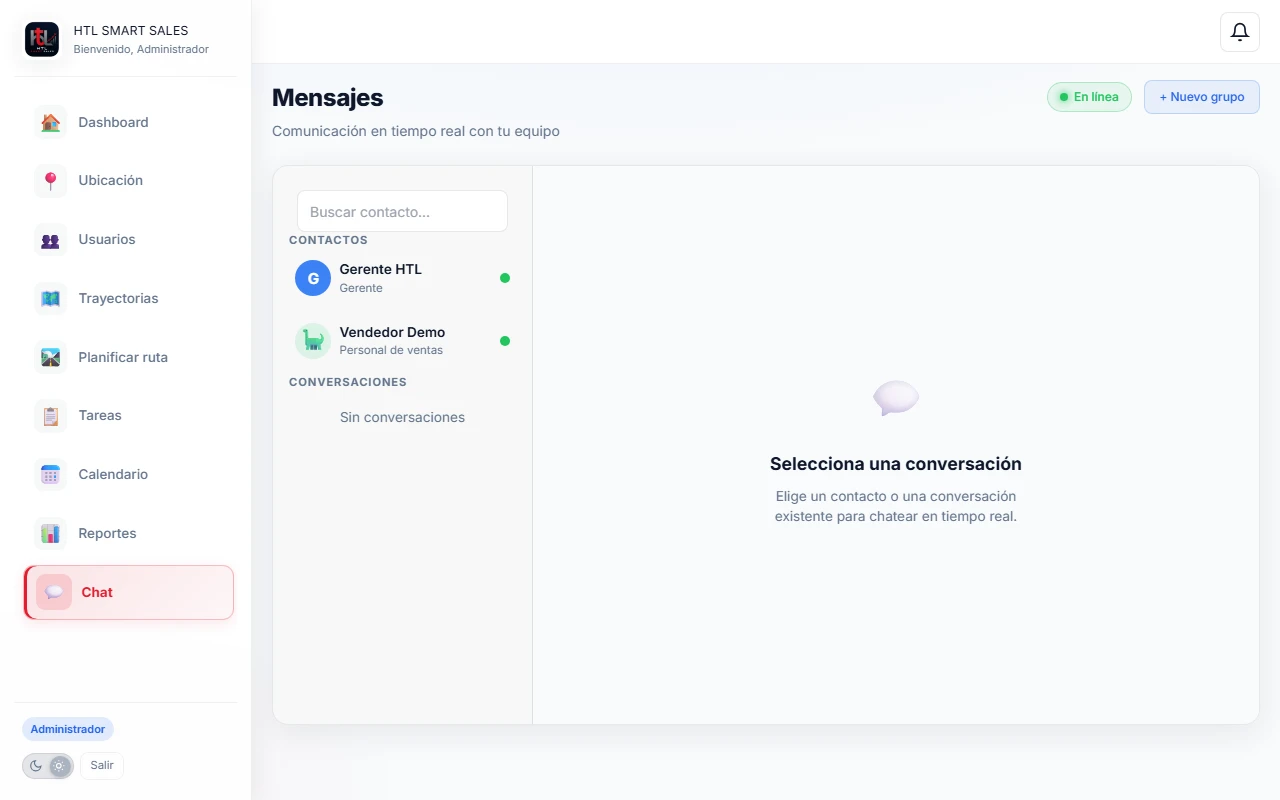 HTL SMART SALES
Bienvenido, Administrador
Dashboard
Ubicación
Usuarios
Trayectorias
Planificar ruta
Tareas
Calendario
Reportes
Chat
Administrador
Salir
Mensajes
Comunicación en tiempo real con tu equipo
En línea
+ Nuevo grupo
Buscar contacto...
CONTACTOS
G
Gerente HTL
Gerente
Vendedor Demo
Personal de ventas
CONVERSACIONES
Sin conversaciones
Selecciona una conversación
Elige un contacto o una conversación
existente para chatear en tiempo real.